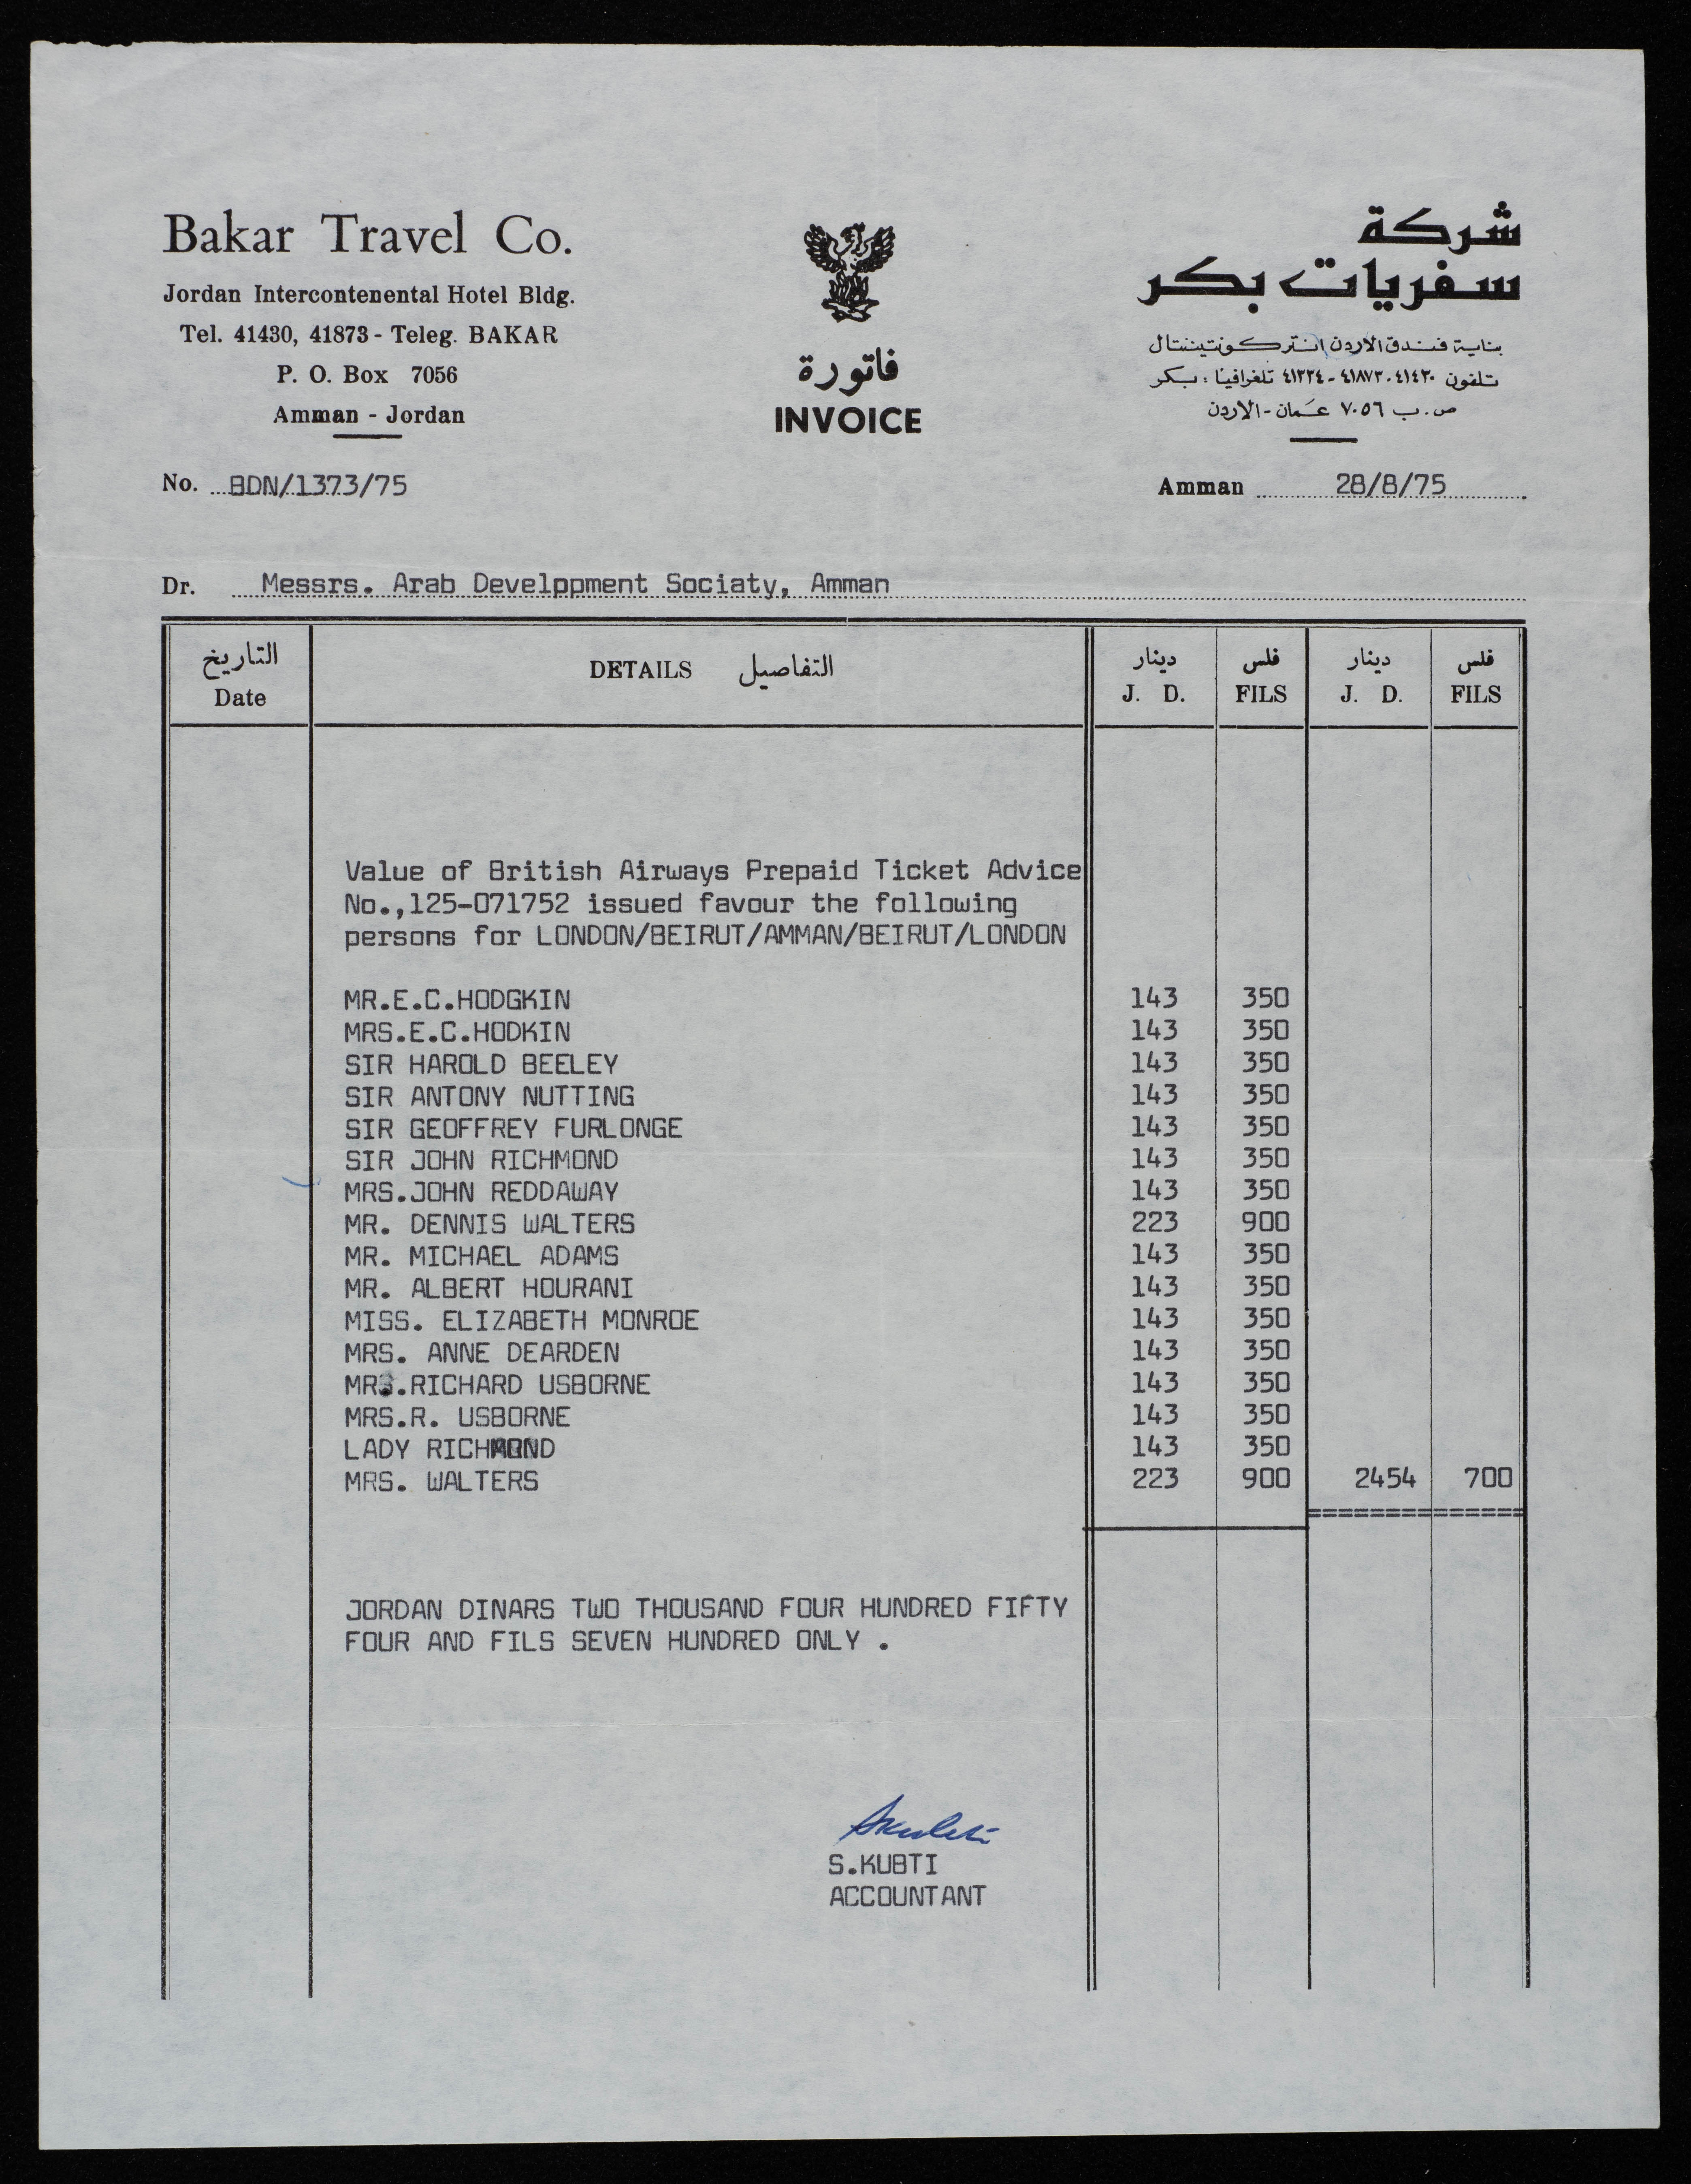 Bakar Travel Co.
Jordan Intercontenental Hotel Bldg.
Tel. 41430, 41873 - Teleg. BAKAR
P. O. Box 7056
Amman - Jordan
فاتورة
INVOICE
شركة
سفريات بكر
بناية فندق الاردن انتركونتيننتال
تلفون ٤١٤٣٠ - ٤١٨٧٣ - ٤١٢٣٤ تلغرافيا : بكر
ص . ب ٧٠٥٦ عمان - الاردن
No. BDN/1373/75
Amman 28/8/75
Dr. Messrs. Arab Develppment Sociaty, Amman
التاريخ التفاصيل دينار فلس دينار فلس
Date DETAILS J. D. FILS J. D. FILS
Value of British Airways Prepaid Ticket Advice
No.,125-071752 issued favour the following
persons for LONDON/BEIRUT/AMMAN/BEIRUT/LONDON
MR.E.C.HODGKIN 143 350
MRS.E.C.HODKIN 143 350
SIR HAROLD BEELEY 143 350
SIR ANTONY NUTTING 143 350
SIR GEOFFREY FURLONGE 143 350
SIR JOHN RICHMOND 143 350
MRS.JOHN REDDAWAY 143 350
MR. DENNIS WALTERS 223 900
MR. MICHAEL ADAMS 143 350
MR. ALBERT HOURANI 143 350
MISS. ELIZABETH MONROE 143 350
MRS. ANNE DEARDEN 143 350
MRS.RICHARD USBORNE 143 350
MRS.R. USBORNE 143 350
LADY RICHMOND 143 350
MRS. WALTERS 223 900 2454 700
JORDAN DINARS TWO THOUSAND FOUR HUNDRED FIFTY
FOUR AND FILS SEVEN HUNDRED ONLY .
S.KUBTI
ACCOUNTANT